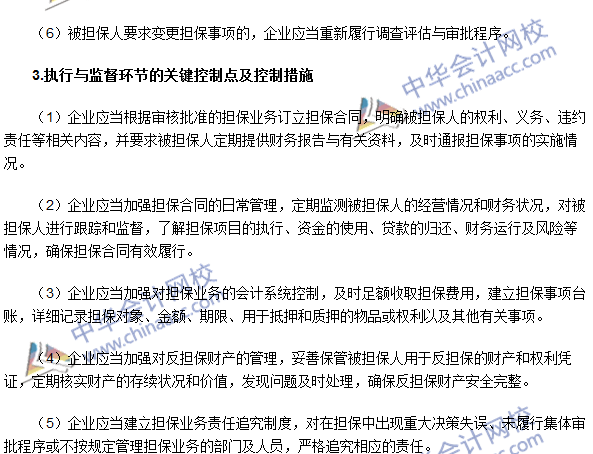 （6）被担保人要求变更担保事项的，企业应当重新履行调查评估与审批程序。
3.执行与监督环节的关键控制点及控制措施
（1）企业应当根据审核批准的担保业务订立担保合同，明确被担保人的权利、义务、违约
责任等相关内容，并要求被担保人定期提供财务报告与有关资料，及时通报担保事项的实施情
况。
（2）企业应当加强担保合同的日常管理，定期监测被担保人的经营情况和财务状况，对被
担保人进行跟踪和监督，了解担保项目的执行、资金的使用、贷款的归还、财务运行及风险等
情况，确保担保合同有效履行。
（3）企业应当加强对担保业务的会计系统控制，及时足额收取担保费用，建立担保事项台
账，详细记录担保对象、金额、期限、用于抵押和质押的物品或权利以及其他有关事项。
（4）企业应当加强对反担保财产的管理，妥善保管被担保人用于反担保的财产和权利凭
证，定期核实财产的存续状况和价值，发现问题及时处理，确保反担保财产安全完整。
（5）企业应当建立担保业务责任追究制度，对在担保中出现重大决策失误、未履行集体审
批程序或不按规定管理担保业务的部门及人员，严格追究相应的责任。
中华会计网校
www.chinaacc.com
中华会计网校
www.chinaacc.com